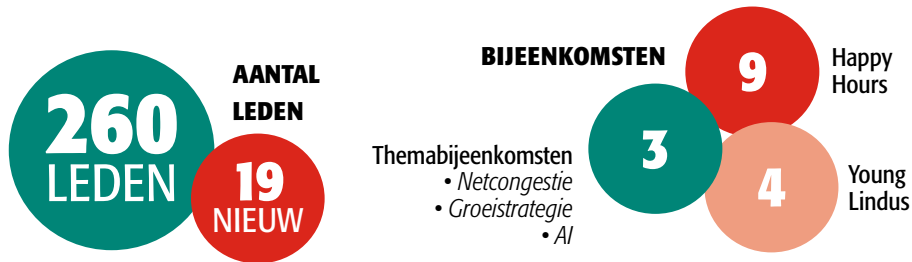 260
LEDEN
AANTAL
LEDEN
19
NIEUW
BIJEENKOMSTEN
9
Happy
Hours
3
Themabijeenkomsten
• Netcongestie
• Groeistrategie
• AI
4
Young
Lindus